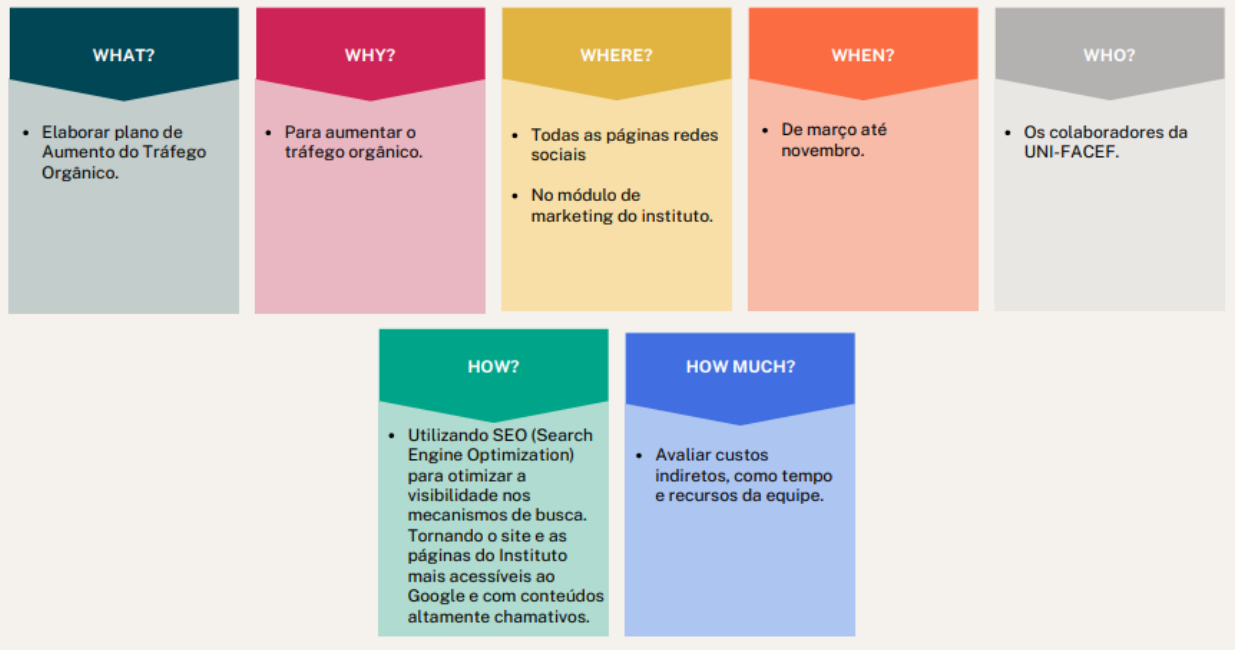 WHAT?
• Elaborar plano de
Aumento do Tráfego
Orgânico.
WHY?
• Para aumentar o
tráfego orgânico.
WHERE?
• Todas as páginas redes
sociais
• No módulo de
marketing do instituto.
WHEN?
• De março até
novembro.
WHO?
• Os colaboradores da
UNI-FACEF.
HOW?
• Utilizando SEO (Search
Engine Optimization)
para otimizar a
visibilidade nos
mecanismos de busca.
Tornando o site e as
páginas do Instituto
mais acessíveis ao
Google e com conteúdos
altamente chamativos.
HOW MUCH?
• Avaliar custos
indiretos, como tempo
e recursos da equipe.